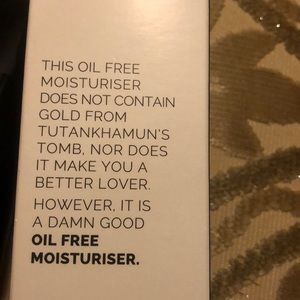 THIS OIL FREE
MOISTURISER
DOES NOT CONTAIN
GOLD FROM
TUTANKHAMUN'S
TOMB, NOR DOES
IT MAKE YOU A
BETTER LOVER.
HOWEVER, IT IS
A DAMN GOOD
OIL FREE
MOISTURISER.